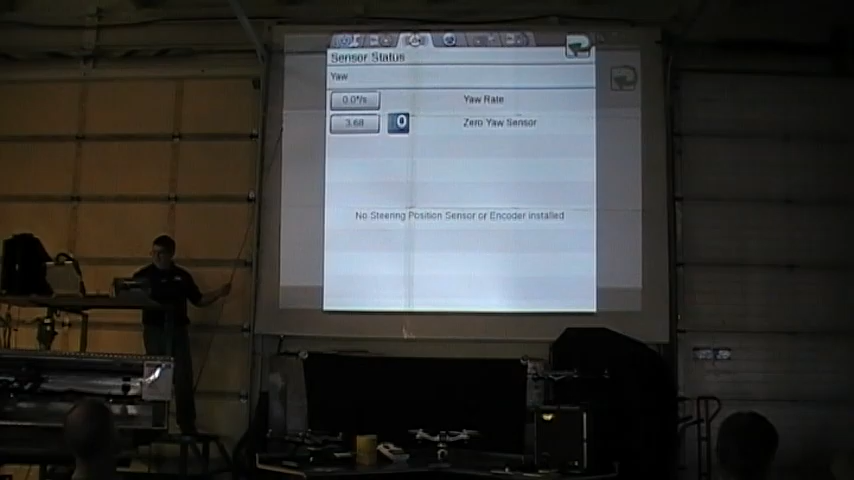 Sensor Status
Yaw
0.0°/s Yaw Rate
3.68 0 Zero Yaw Sensor
No Steering Position Sensor or Encoder installed